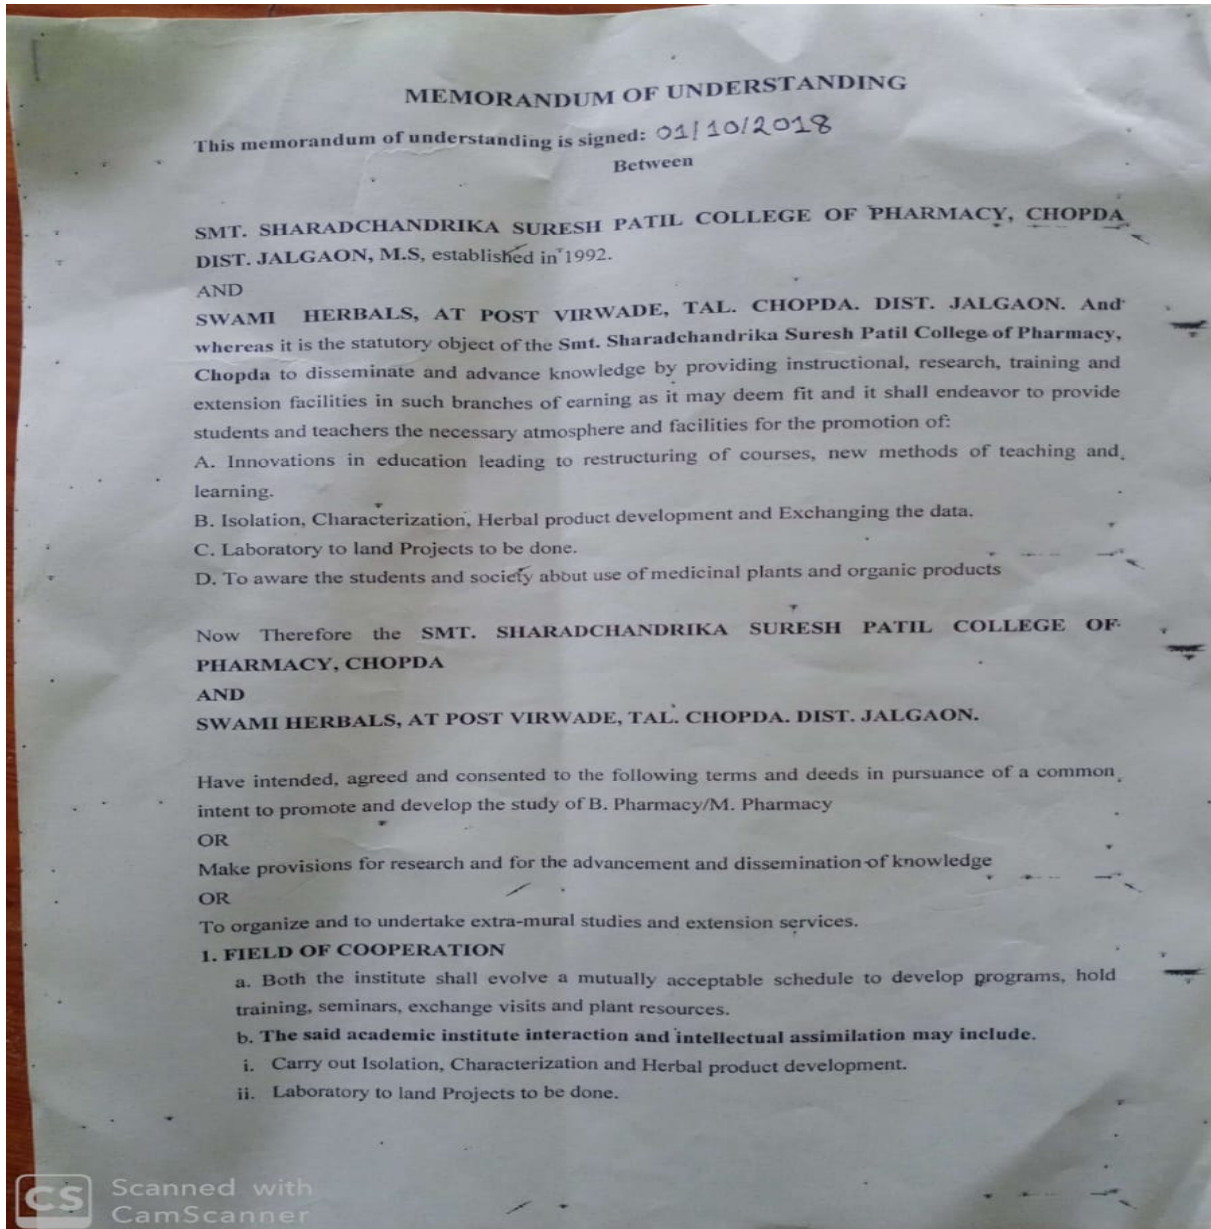 MEMORANDUM OF UNDERSTANDING
This memorandum of understanding is signed: 01/10/2018
Between
SMT. SHARADCHANDRIKA SURESH PATIL COLLEGE OF PHARMACY, CHOPDA
DIST. JALGAON, M.S, established in 1992.
AND
SWAMI HERBALS, AT POST VIRWADE, TAL. CHOPDA. DIST. JALGAON. And
whereas it is the statutory object of the Smt. Sharadchandrika Suresh Patil College of Pharmacy,
Chopda to disseminate and advance knowledge by providing instructional, research, training and
extension facilities in such branches of earning as it may deem fit and it shall endeavor to provide
students and teachers the necessary atmosphere and facilities for the promotion of:
A. Innovations in education leading to restructuring of courses, new methods of teaching and
learning.
B. Isolation, Characterization, Herbal product development and Exchanging the data.
C. Laboratory to land Projects to be done.
D. To aware the students and society about use of medicinal plants and organic products
Now Therefore the SMT. SHARADCHANDRIKA SURESH PATIL COLLEGE OF
PHARMACY, CHOPDA
AND
SWAMI HERBALS, AT POST VIRWADE, TAL. CHOPDA. DIST. JALGAON.
Have intended, agreed and consented to the following terms and deeds in pursuance of a common
intent to promote and develop the study of B. Pharmacy/M. Pharmacy
OR
Make provisions for research and for the advancement and dissemination of knowledge
OR
To organize and to undertake extra-mural studies and extension services.
1. FIELD OF COOPERATION
a. Both the institute shall evolve a mutually acceptable schedule to develop programs, hold
training, seminars, exchange visits and plant resources.
b. The said academic institute interaction and intellectual assimilation may include.
i. Carry out Isolation, Characterization and Herbal product development.
ii. Laboratory to land Projects to be done.
CS Scanned with
CamScanner